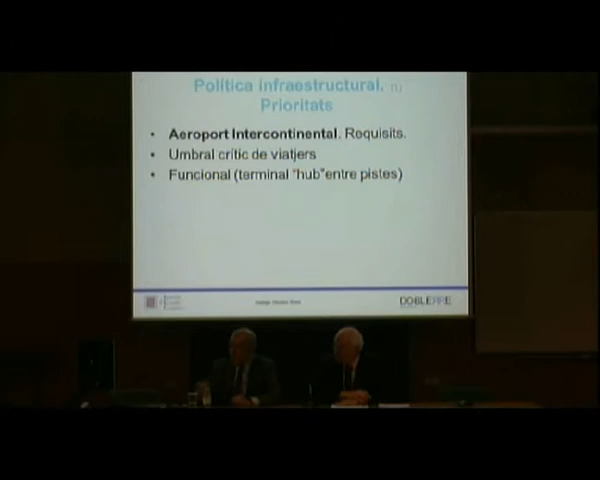 Política infraestructural.
Prioritats
• Aeroport Intercontinental. Requisits.
• Umbral crític de viatjers
• Funcional (terminal "hub"entre pistes)
DOBLERRE